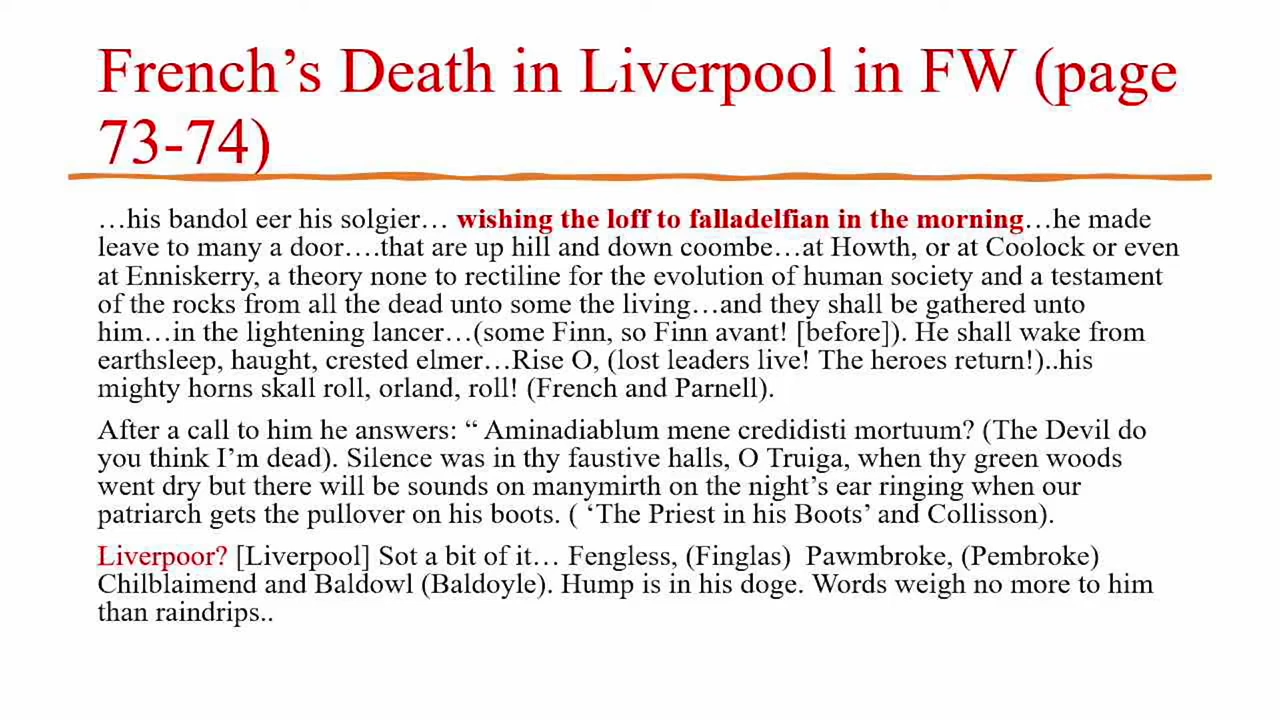 French’s Death in Liverpool in FW (page
73-74)
…his bandol eer his solgier… wishing the loff to falladelfian in the morning…he made
leave to many a door….that are up hill and down coombe…at Howth, or at Coolock or even
at Enniskerry, a theory none to rectiline for the evolution of human society and a testament
of the rocks from all the dead unto some the living…and they shall be gathered unto
him…in the lightening lancer…(some Finn, so Finn avant! [before]). He shall wake from
earthsleep, haught, crested elmer…Rise O, (lost leaders live! The heroes return!)..his
mighty horns skall roll, orland, roll! (French and Parnell).
After a call to him he answers: “ Aminadiablum mene credidisti mortuum? (The Devil do
you think I’m dead). Silence was in thy faustive halls, O Truiga, when thy green woods
went dry but there will be sounds on manymirth on the night’s ear ringing when our
patriarch gets the pullover on his boots. ( ‘The Priest in his Boots’ and Collisson).
Liverpoor? [Liverpool] Sot a bit of it… Fengless, (Finglas) Pawmbroke, (Pembroke)
Chilblaimend and Baldowl (Baldoyle). Hump is in his doge. Words weigh no more to him
than raindrips..